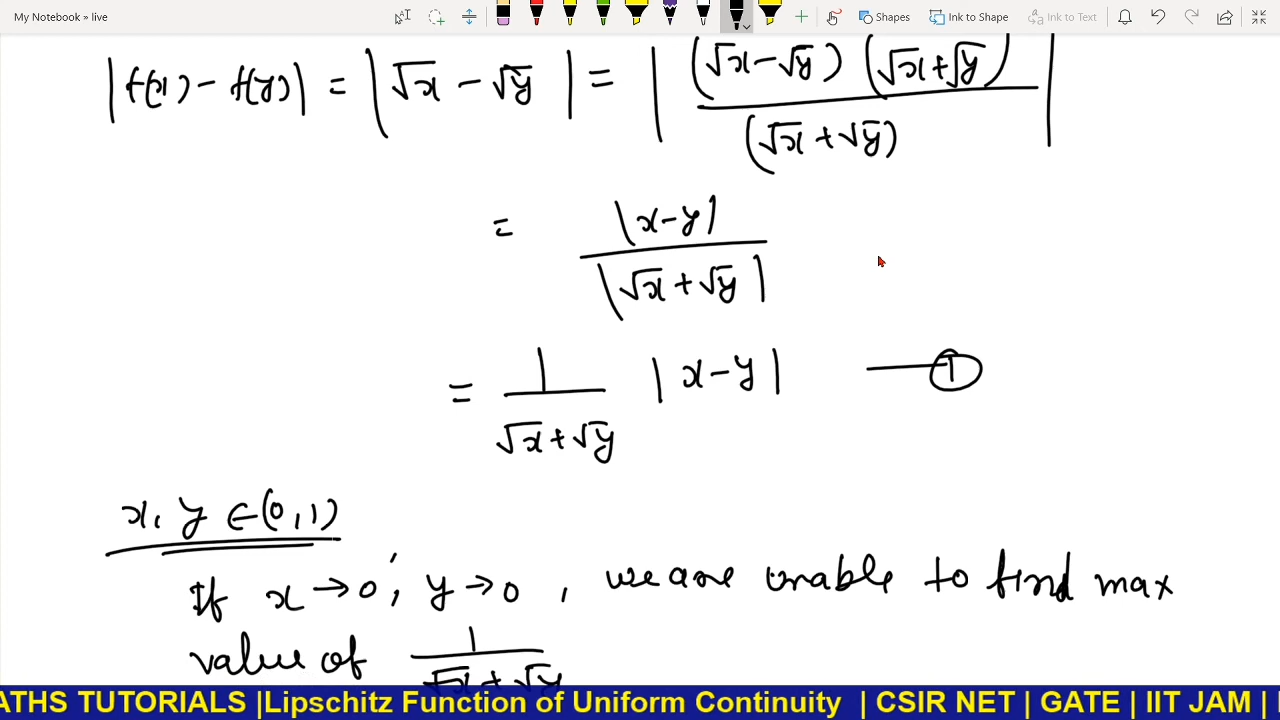 My Notebook » live
Shapes
Ink to Shape
Ink to Text
|f(x) - f(y)| = |√x - √y| = |(√x - √y) (√x + √y) / (√x + √y)|
= |x-y| / |√x + √y|
= 1 / (√x + √y) |x - y| — ①
x, y ∈ (0, 1)
If x → 0, y → 0, we are unable to find max
value of 1 / (√x + √y)
ATHS TUTORIALS |Lipschitz Function of Uniform Continuity | CSIR NET | GATE | IIT JAM |